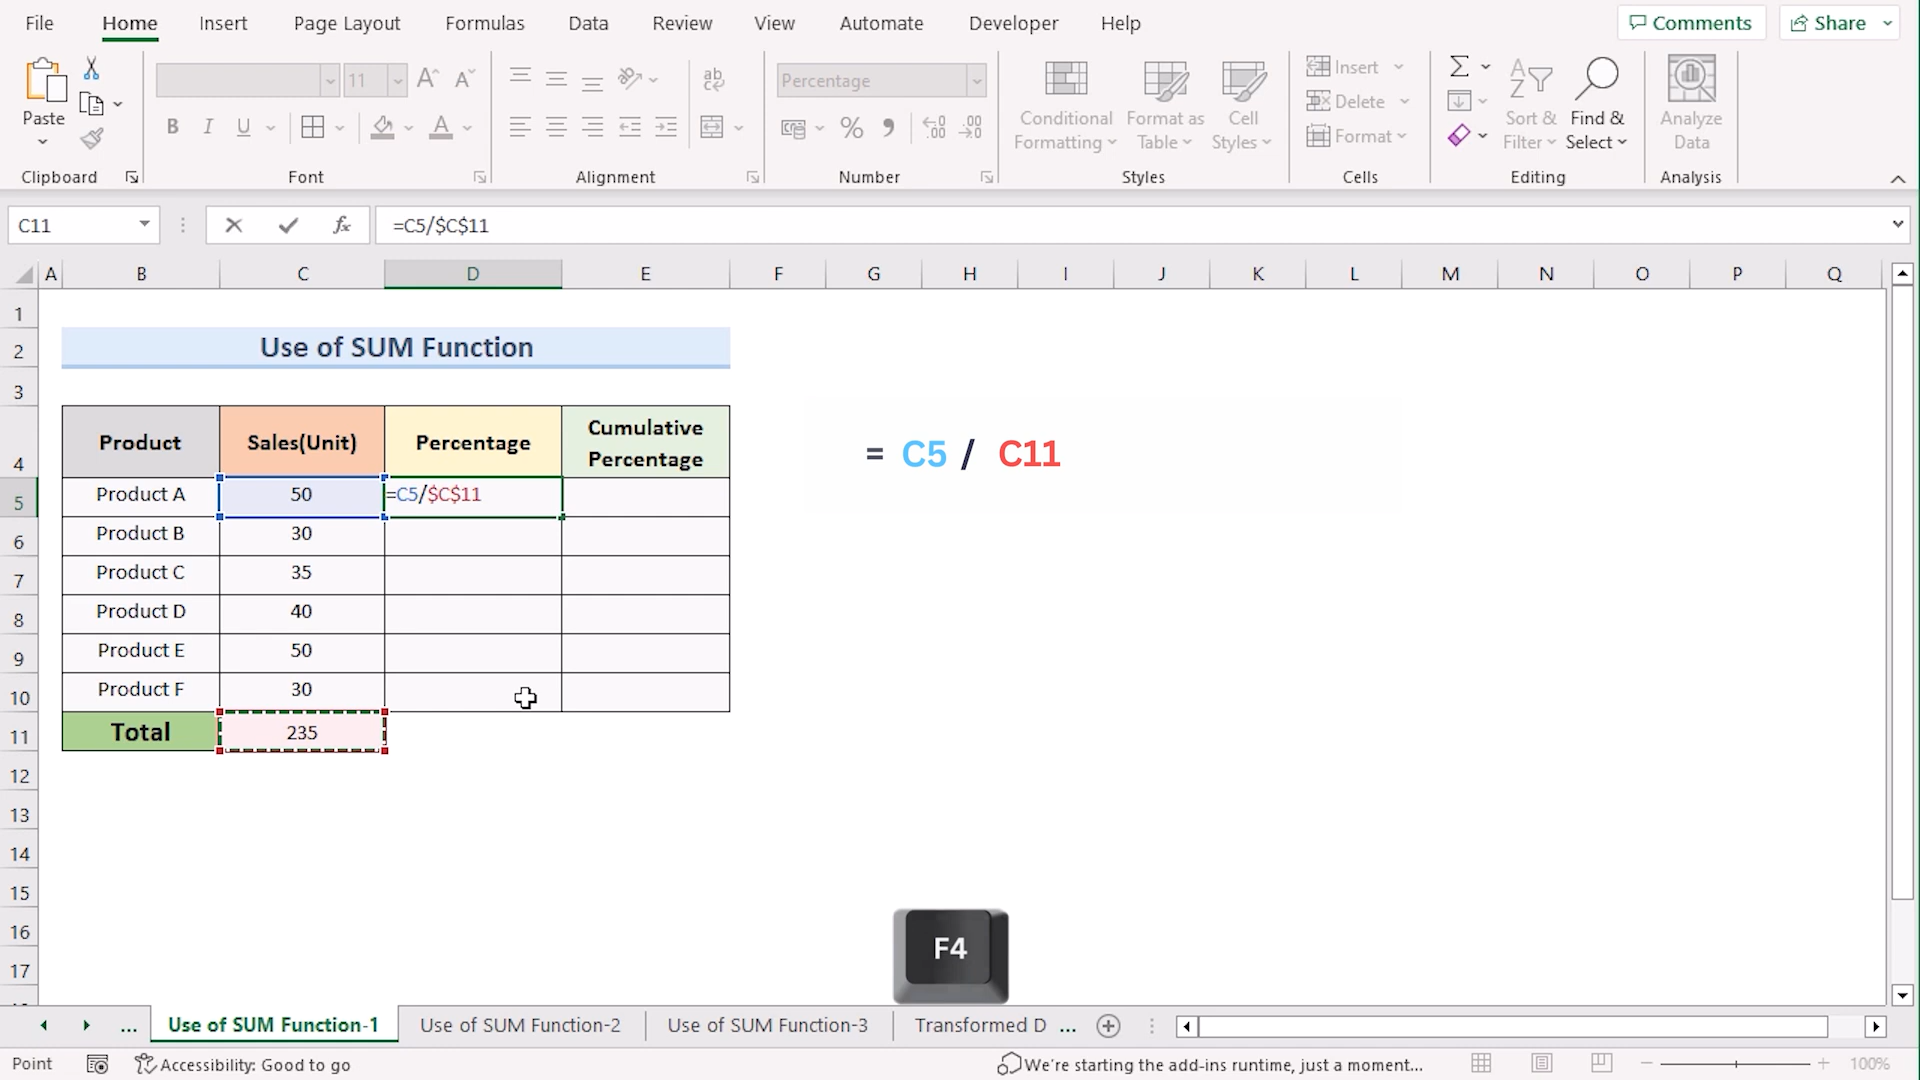 File Home Insert Page Layout Formulas Data Review View Automate Developer Help Comments Share
Paste
11
ab
Percentage
B I U A
% 9
Conditional Formatting
Format as Table
Cell Styles
Insert
Delete
Format
Sort & Filter
Find & Select
Analyze Data
Clipboard Font Alignment Number Styles Cells Editing Analysis
C11 fx =C5/$C$11
A B C D E F G H I J K L M N O P Q
1
2 Use of SUM Function
3
4 Product Sales(Unit) Percentage Cumulative Percentage
= C5 / C11
5 Product A 50 =C5/$C$11
6 Product B 30
7 Product C 35
8 Product D 40
9 Product E 50
10 Product F 30
11 Total 235
12
13
14
15
16
F4
17
... Use of SUM Function-1 Use of SUM Function-2 Use of SUM Function-3 Transformed D ...
Point Accessibility: Good to go We're starting the add-ins runtime, just a moment... 100%